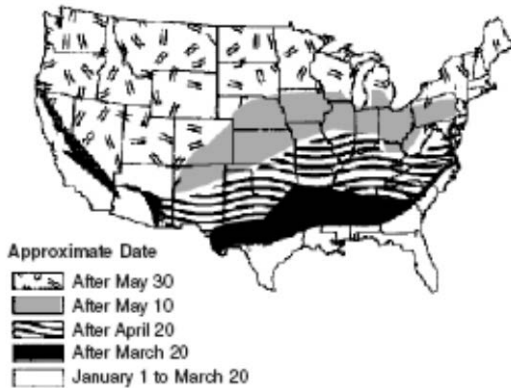 Approximate Date
After May 30
After May 10
After April 20
After March 20
January 1 to March 20